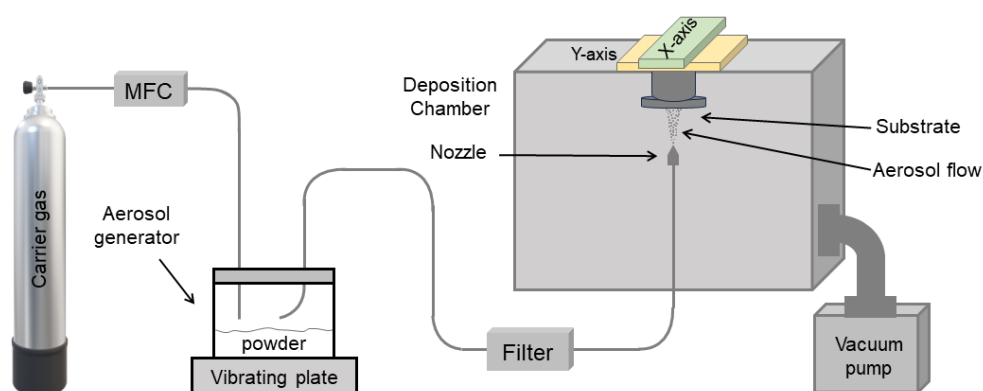 Carrier gas
MFC
Aerosol
generator
powder
Vibrating plate
Filter
Deposition
Chamber
Nozzle
Y-axis
X-axis
Substrate
Aerosol flow
Vacuum
pump